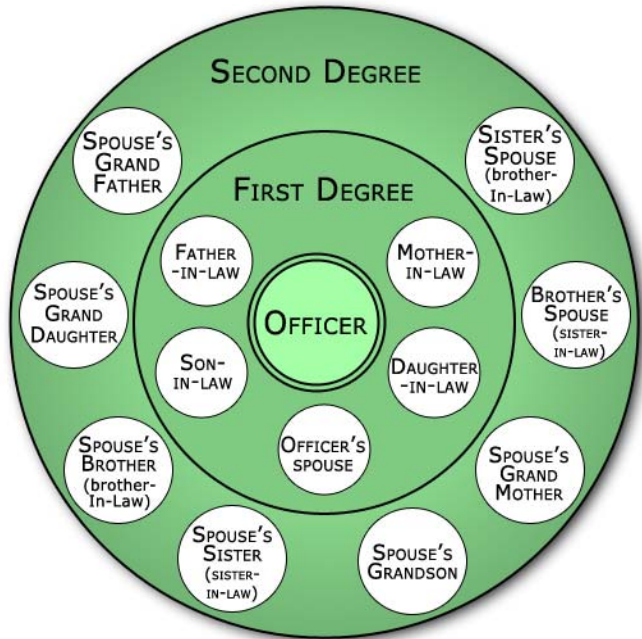 SECOND DEGREE
SPOUSE'S
GRAND
FATHER
SISTER'S
SPOUSE
(brother-
In-Law)
FIRST DEGREE
FATHER
-IN-LAW
MOTHER-
IN-LAW
SPOUSE'S
GRAND
DAUGHTER
OFFICER
BROTHER'S
SPOUSE
(SISTER-
IN-LAW)
SON-
IN-LAW
DAUGHTER
-IN-LAW
OFFICER'S
SPOUSE
SPOUSE'S
BROTHER
(brother-
In-Law)
SPOUSE'S
GRAND
MOTHER
SPOUSE'S
SISTER
(SISTER-
IN-LAW)
SPOUSE'S
GRANDSON